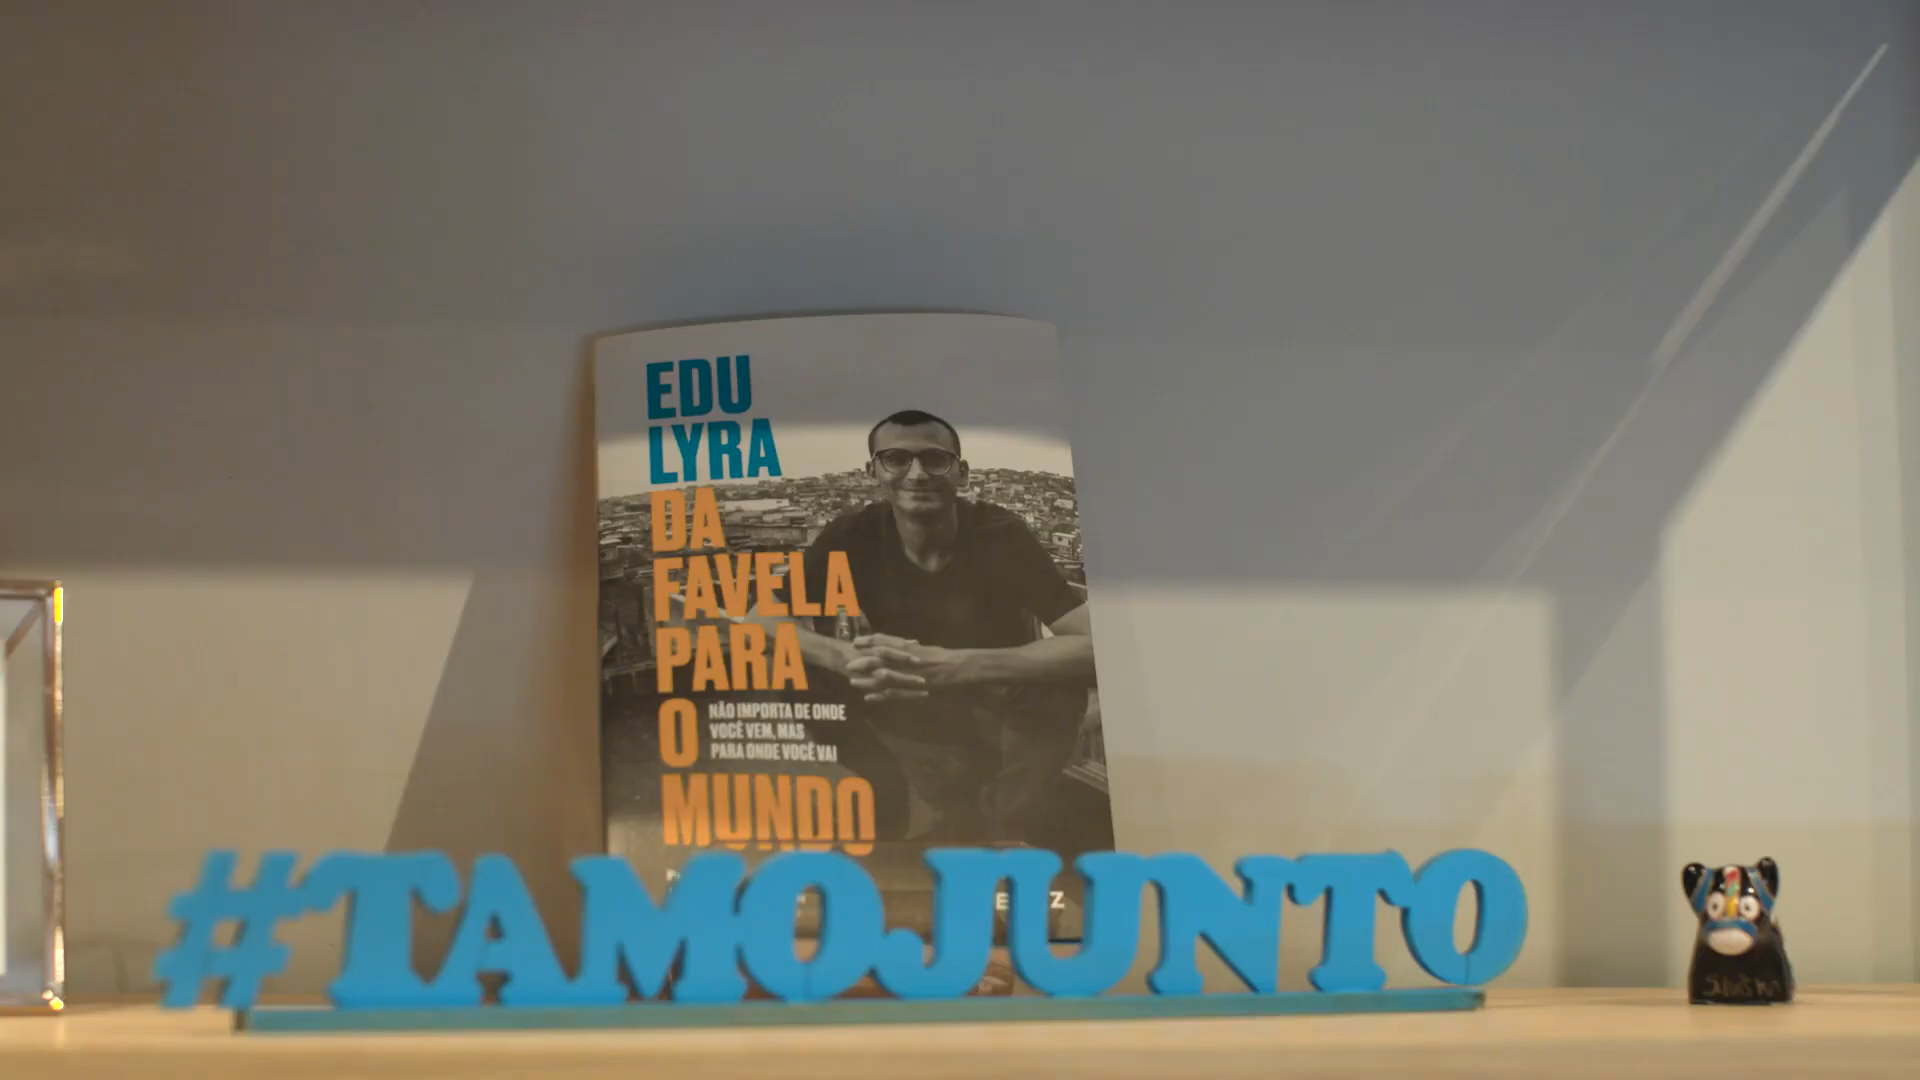 EDU
LYRA
DA
FAVELA
PARA
O
NÃO IMPORTA DE ONDE
VOCÊ VEM, MAS
PARA ONDE VOCÊ VAI
MUNDO
#TAMOJUNTO